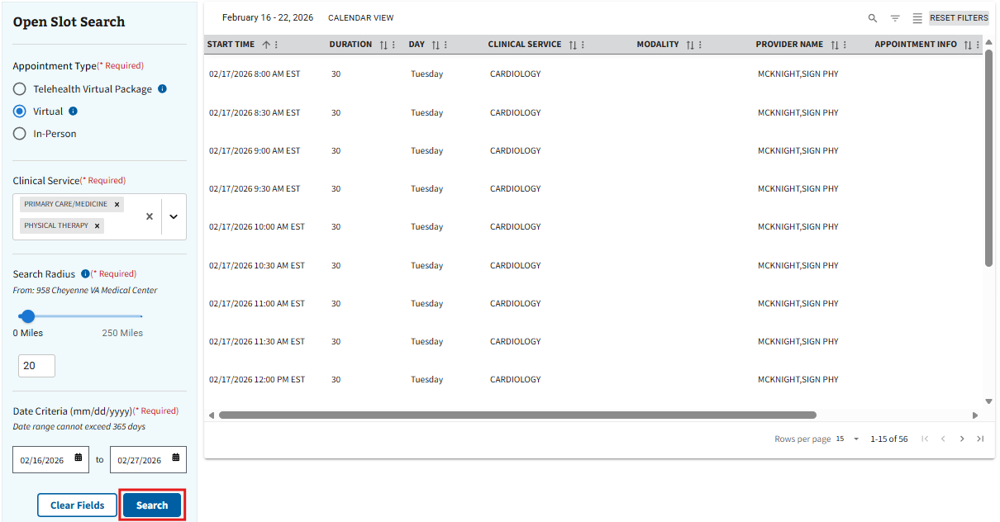 Open Slot Search
Appointment Type(* Required)
Telehealth Virtual Package
Virtual
In-Person
Clinical Service(* Required)
PRIMARY CARE/MEDICINE
PHYSICAL THERAPY
Search Radius (* Required)
From: 958 Cheyenne VA Medical Center
0 Miles 250 Miles
20
Date Criteria (mm/dd/yyyy)(* Required)
Date range cannot exceed 365 days
02/16/2026 to 02/27/2026
Clear Fields Search
February 16 - 22, 2026 CALENDAR VIEW RESET FILTERS
START TIME DURATION DAY CLINICAL SERVICE MODALITY PROVIDER NAME APPOINTMENT INFO
02/17/2026 8:00 AM EST 30 Tuesday CARDIOLOGY MCKNIGHT,SIGN PHY
02/17/2026 8:30 AM EST 30 Tuesday CARDIOLOGY MCKNIGHT,SIGN PHY
02/17/2026 9:00 AM EST 30 Tuesday CARDIOLOGY MCKNIGHT,SIGN PHY
02/17/2026 9:30 AM EST 30 Tuesday CARDIOLOGY MCKNIGHT,SIGN PHY
02/17/2026 10:00 AM EST 30 Tuesday CARDIOLOGY MCKNIGHT,SIGN PHY
02/17/2026 10:30 AM EST 30 Tuesday CARDIOLOGY MCKNIGHT,SIGN PHY
02/17/2026 11:00 AM EST 30 Tuesday CARDIOLOGY MCKNIGHT,SIGN PHY
02/17/2026 11:30 AM EST 30 Tuesday CARDIOLOGY MCKNIGHT,SIGN PHY
02/17/2026 12:00 PM EST 30 Tuesday CARDIOLOGY MCKNIGHT,SIGN PHY
Rows per page 15 1-15 of 56